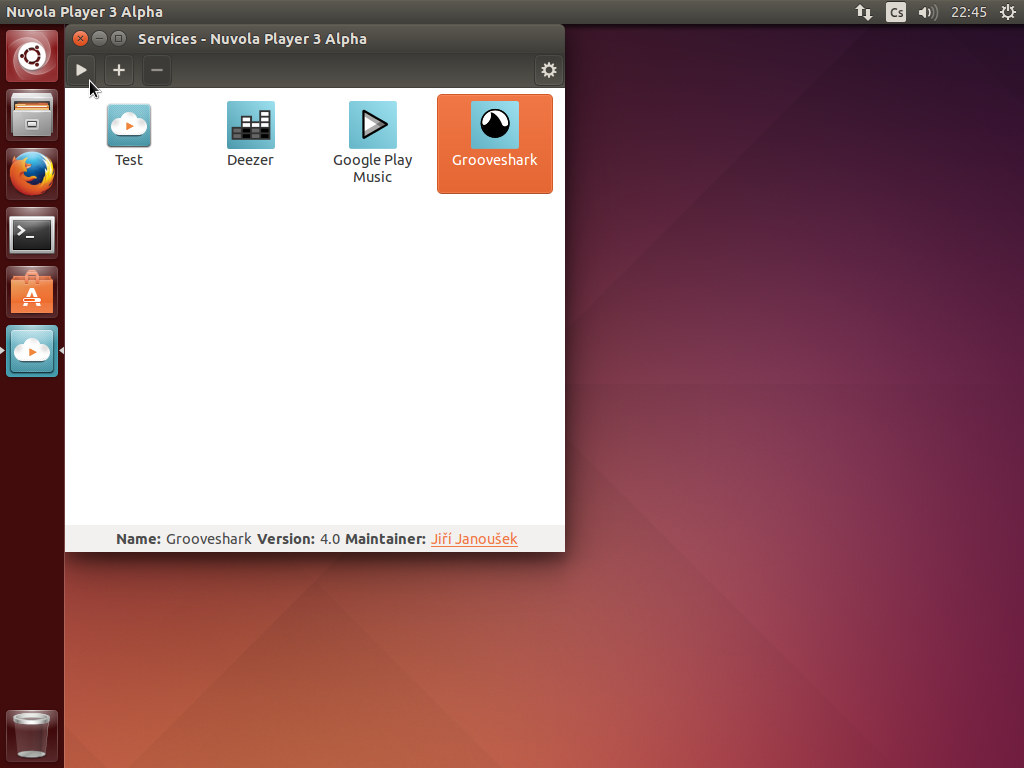 Nuvola Player 3 Alpha
Cs
22:45
Services - Nuvola Player 3 Alpha
Test
Deezer
Google Play
Music
Grooveshark
Name: Grooveshark Version: 4.0 Maintainer: Jiří Janoušek